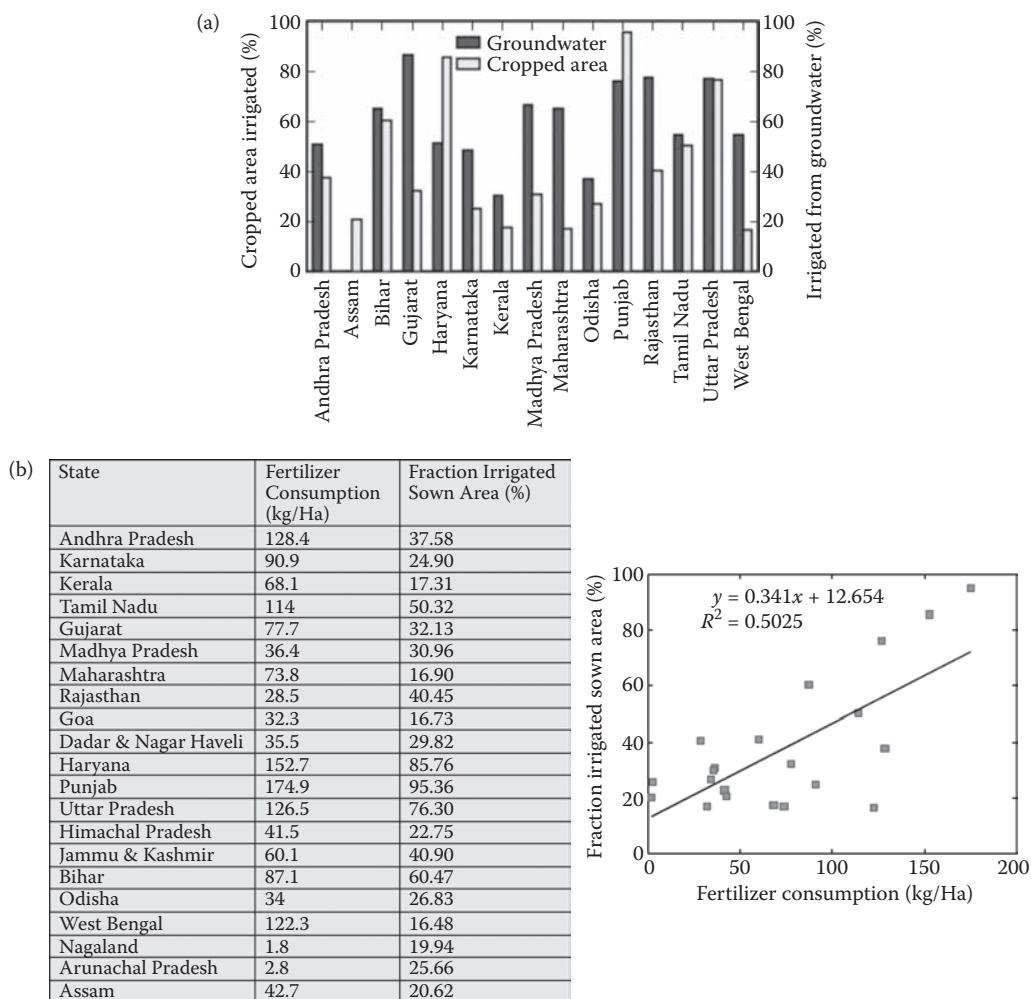 (a)
Cropped area irrigated (%)
100
80
60
40
20
0
Groundwater
Cropped area
100
80
60
40
20
0
Irrigated from groundwater (%)
Andhra Pradesh
Assam
Bihar
Gujarat
Haryana
Karnataka
Kerala
Madhya Pradesh
Maharashtra
Odisha
Punjab
Rajasthan
Tamil Nadu
Uttar Pradesh
West Bengal
(b)
State Fertilizer Consumption (kg/Ha) Fraction Irrigated Sown Area (%)
Andhra Pradesh 128.4 37.58
Karnataka 90.9 24.90
Kerala 68.1 17.31
Tamil Nadu 114 50.32
Gujarat 77.7 32.13
Madhya Pradesh 36.4 30.96
Maharashtra 73.8 16.90
Rajasthan 28.5 40.45
Goa 32.3 16.73
Dadar & Nagar Haveli 35.5 29.82
Haryana 152.7 85.76
Punjab 174.9 95.36
Uttar Pradesh 126.5 76.30
Himachal Pradesh 41.5 22.75
Jammu & Kashmir 60.1 40.90
Bihar 87.1 60.47
Odisha 34 26.83
West Bengal 122.3 16.48
Nagaland 1.8 19.94
Arunachal Pradesh 2.8 25.66
Assam 42.7 20.62
Fraction irrigated sown area (%)
100
80
60
40
20
0
y = 0.341x + 12.654
R² = 0.5025
0 50 100 150 200
Fertilizer consumption (kg/Ha)